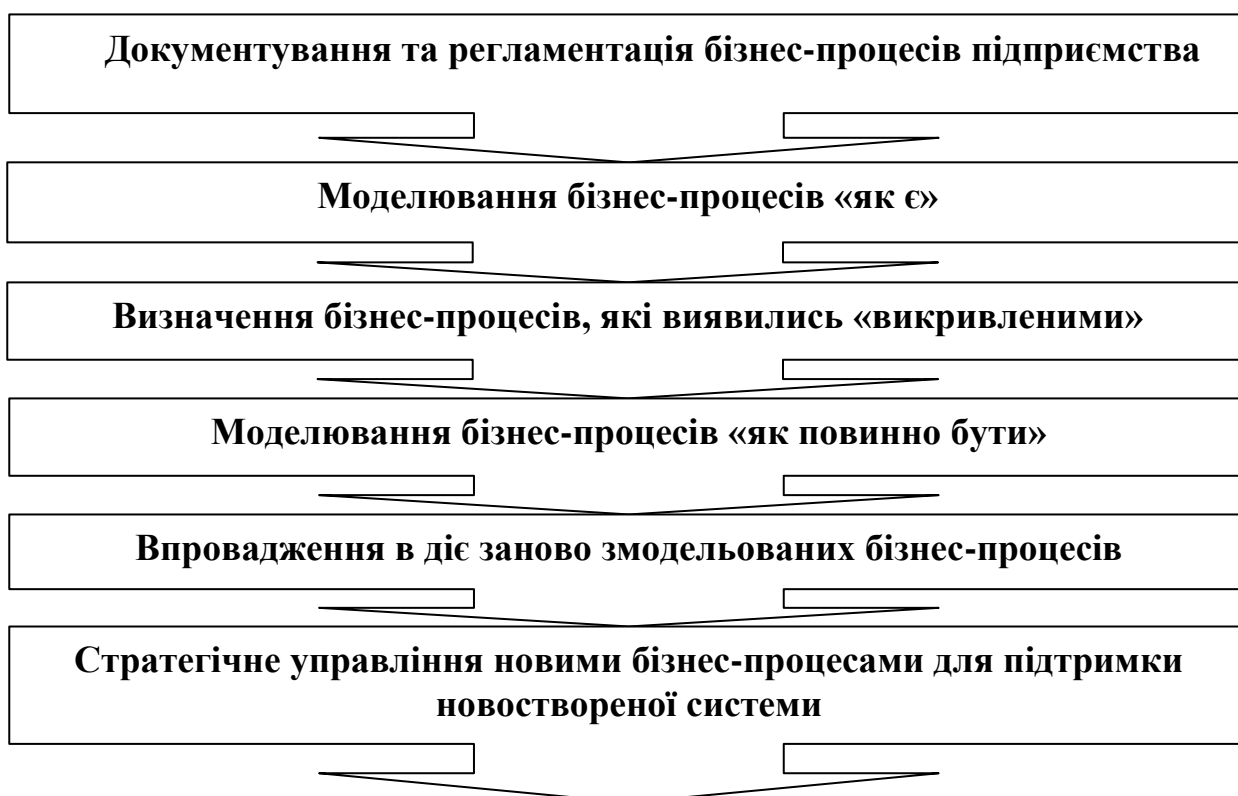 Документування та регламентація бізнес-процесів підприємства
Моделювання бізнес-процесів «як є»
Визначення бізнес-процесів, які виявились «викривленими»
Моделювання бізнес-процесів «як повинно бути»
Впровадження в діє заново змодельованих бізнес-процесів
Стратегічне управління новими бізнес-процесами для підтримки
новоствореної системи